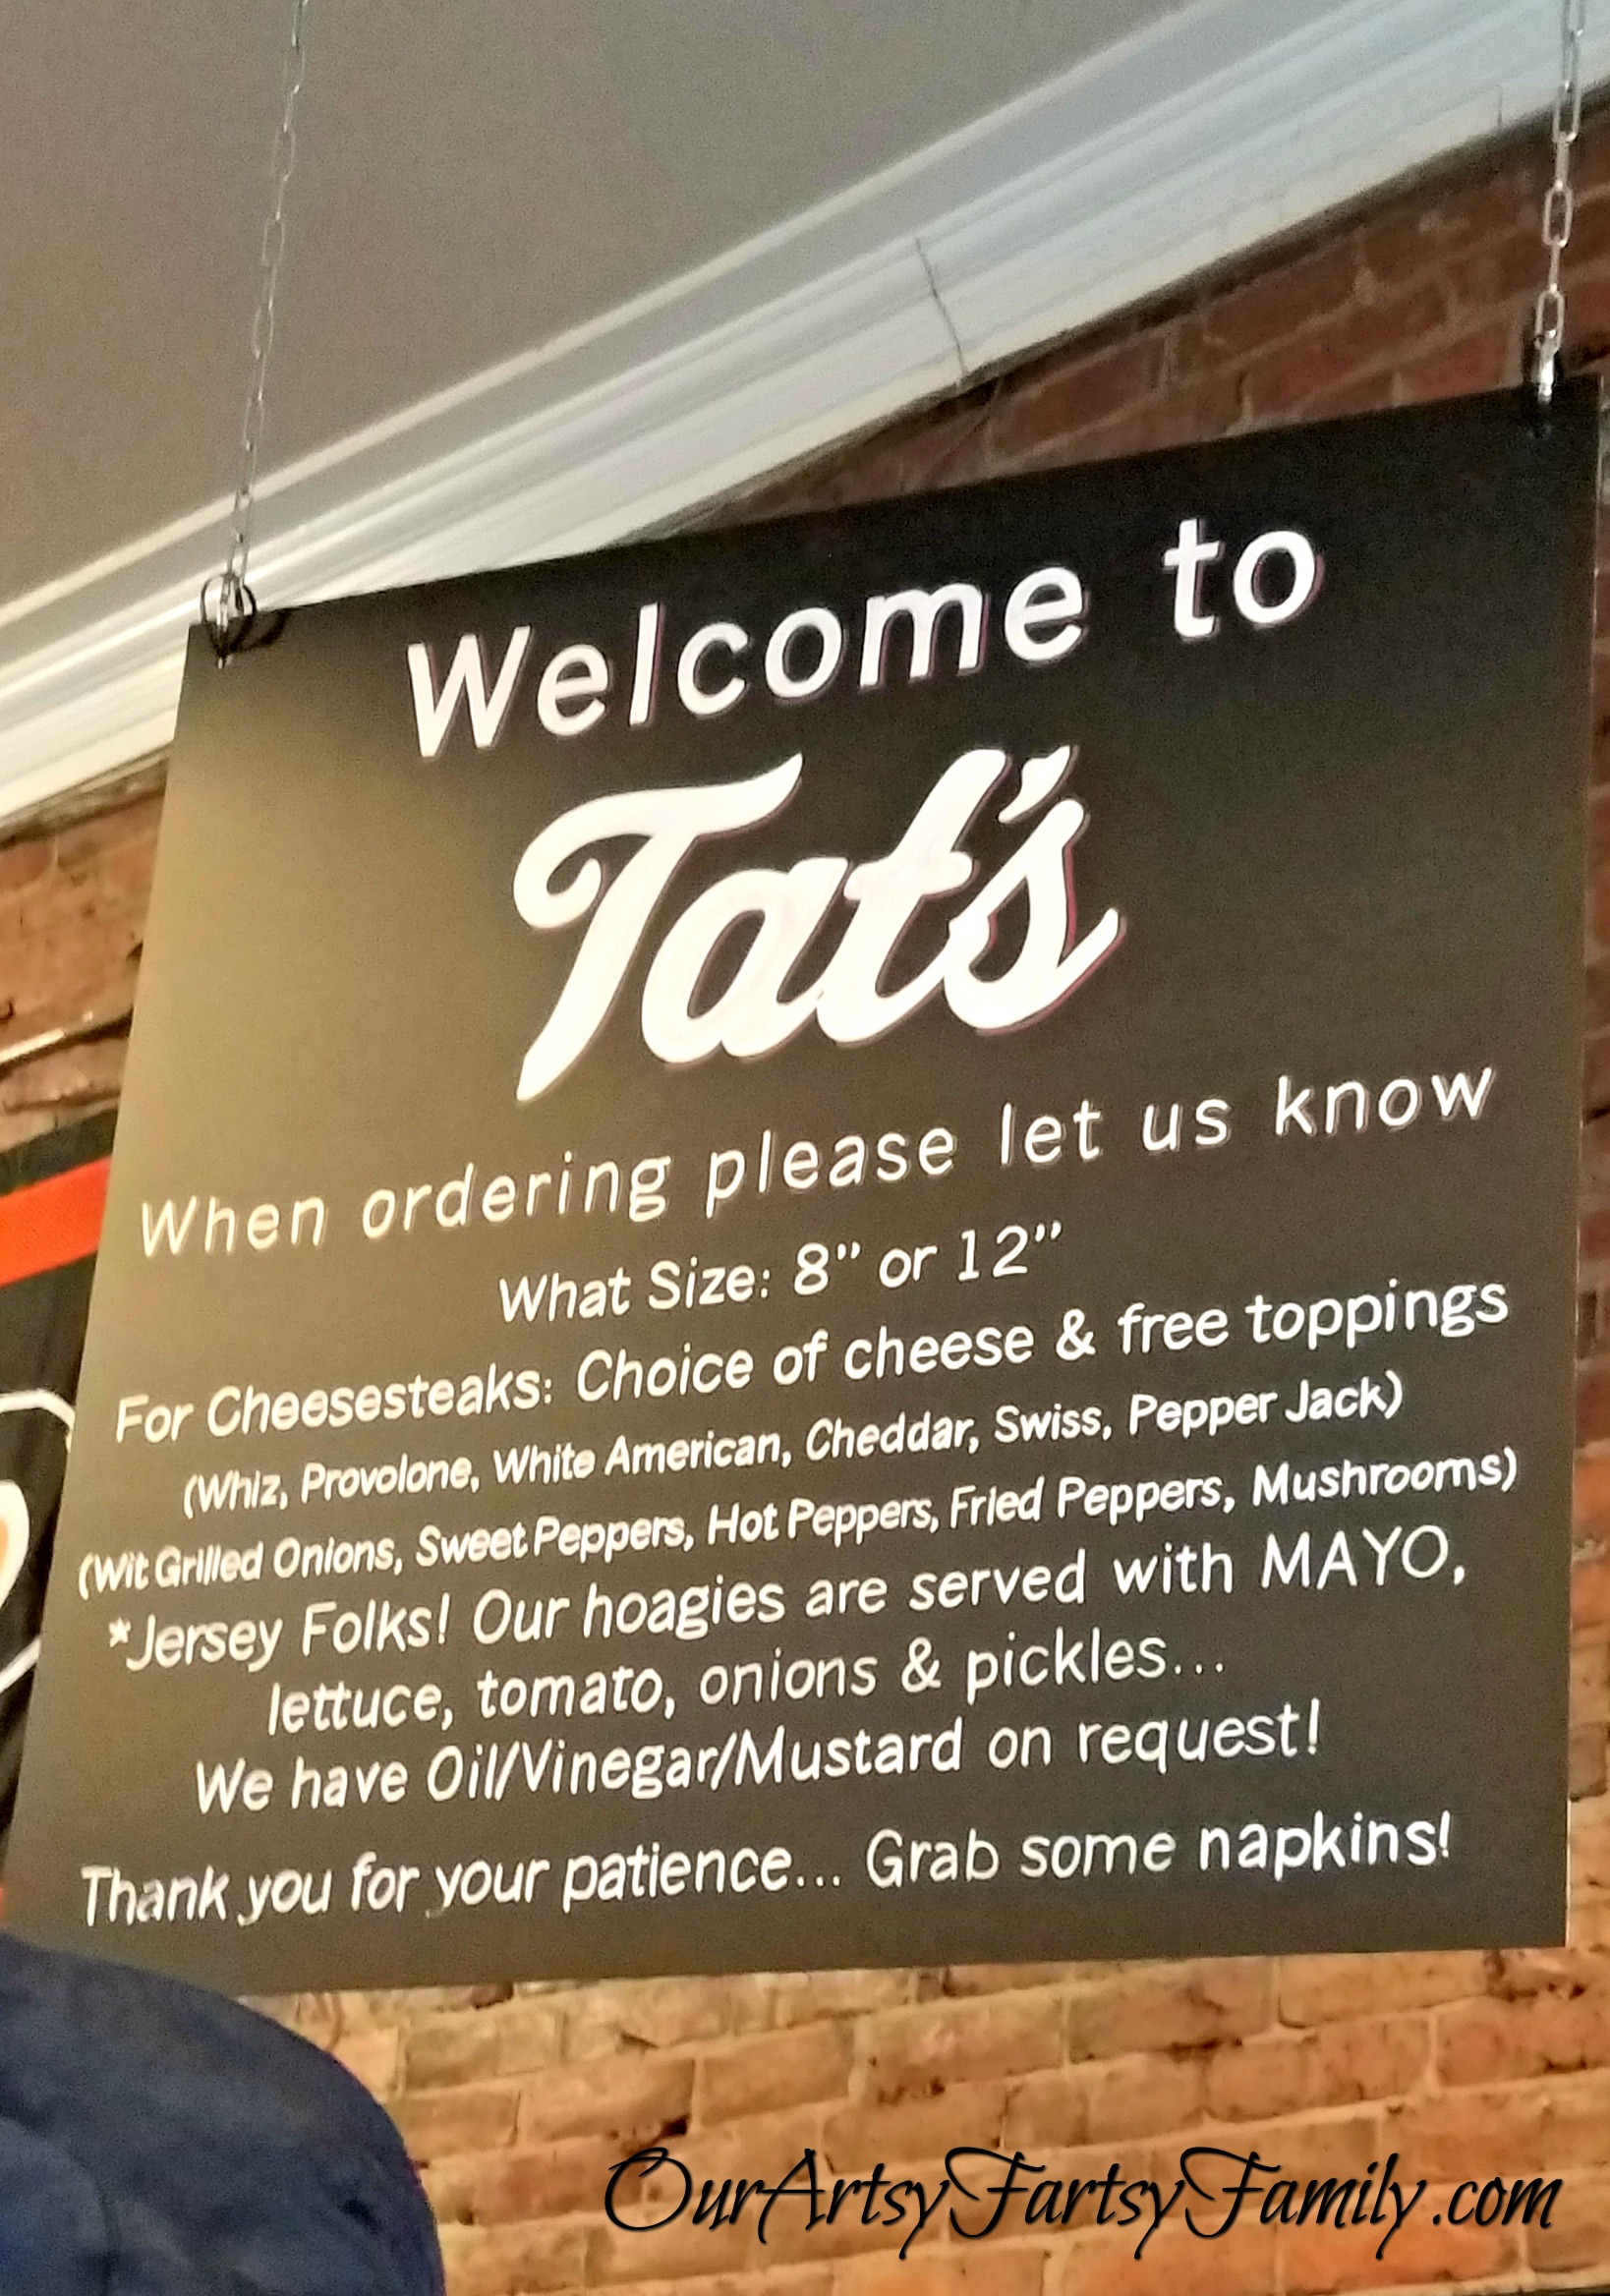 Welcome to
Tat's
When ordering please let us know
What Size: 8” or 12”
For Cheesesteaks: Choice of cheese & free toppings
(Whiz, Provolone, White American, Cheddar, Swiss, Pepper Jack)
(Wit Grilled Onions, Sweet Peppers, Hot Peppers, Fried Peppers, Mushrooms)
*Jersey Folks! Our hoagies are served with MAYO,
lettuce, tomato, onions & pickles...
We have Oil/Vinegar/Mustard on request!
Thank you for your patience... Grab some napkins!
OurArtsyFartsyFamily.com